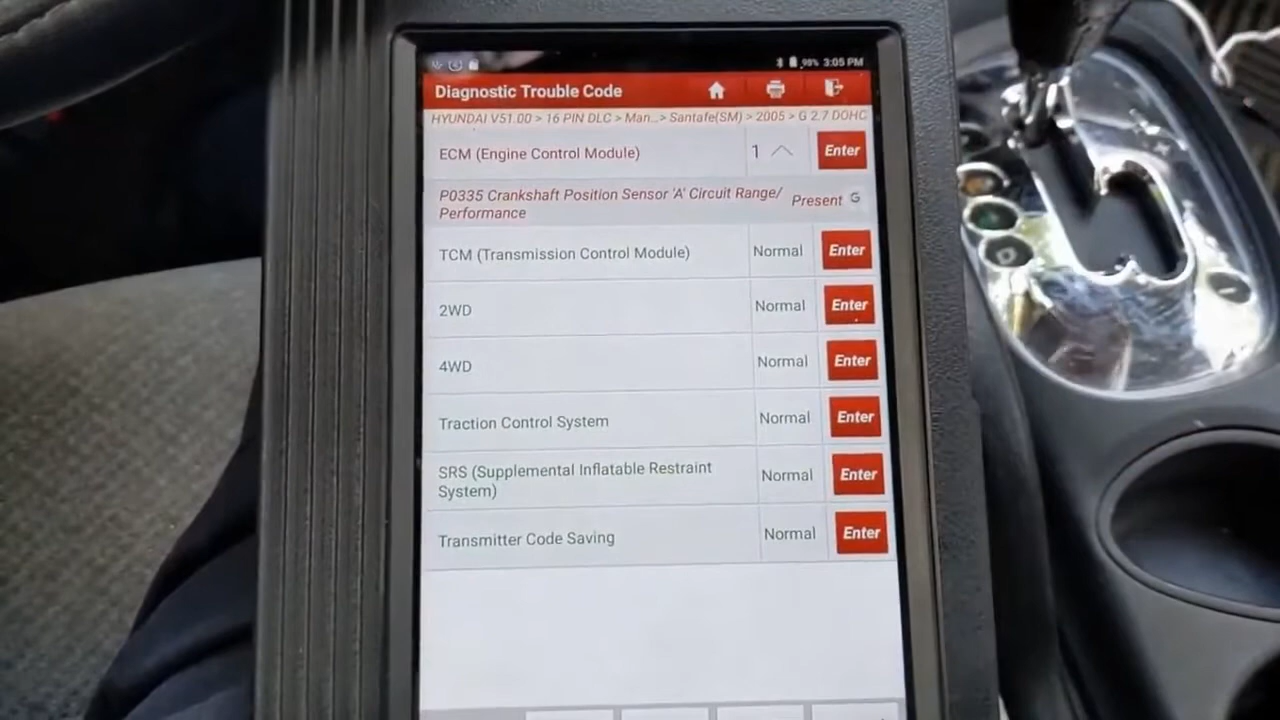 98% 3:05 PM
Diagnostic Trouble Code
HYUNDAI V51.00 > 16 PIN DLC > Man...> Santafe(SM) > 2005 > G 2.7 DOHC
ECM (Engine Control Module) 1 Enter
P0335 Crankshaft Position Sensor 'A' Circuit Range/
Performance Present G
TCM (Transmission Control Module) Normal Enter
2WD Normal Enter
4WD Normal Enter
Traction Control System Normal Enter
SRS (Supplemental Inflatable Restraint
System) Normal Enter
Transmitter Code Saving Normal Enter